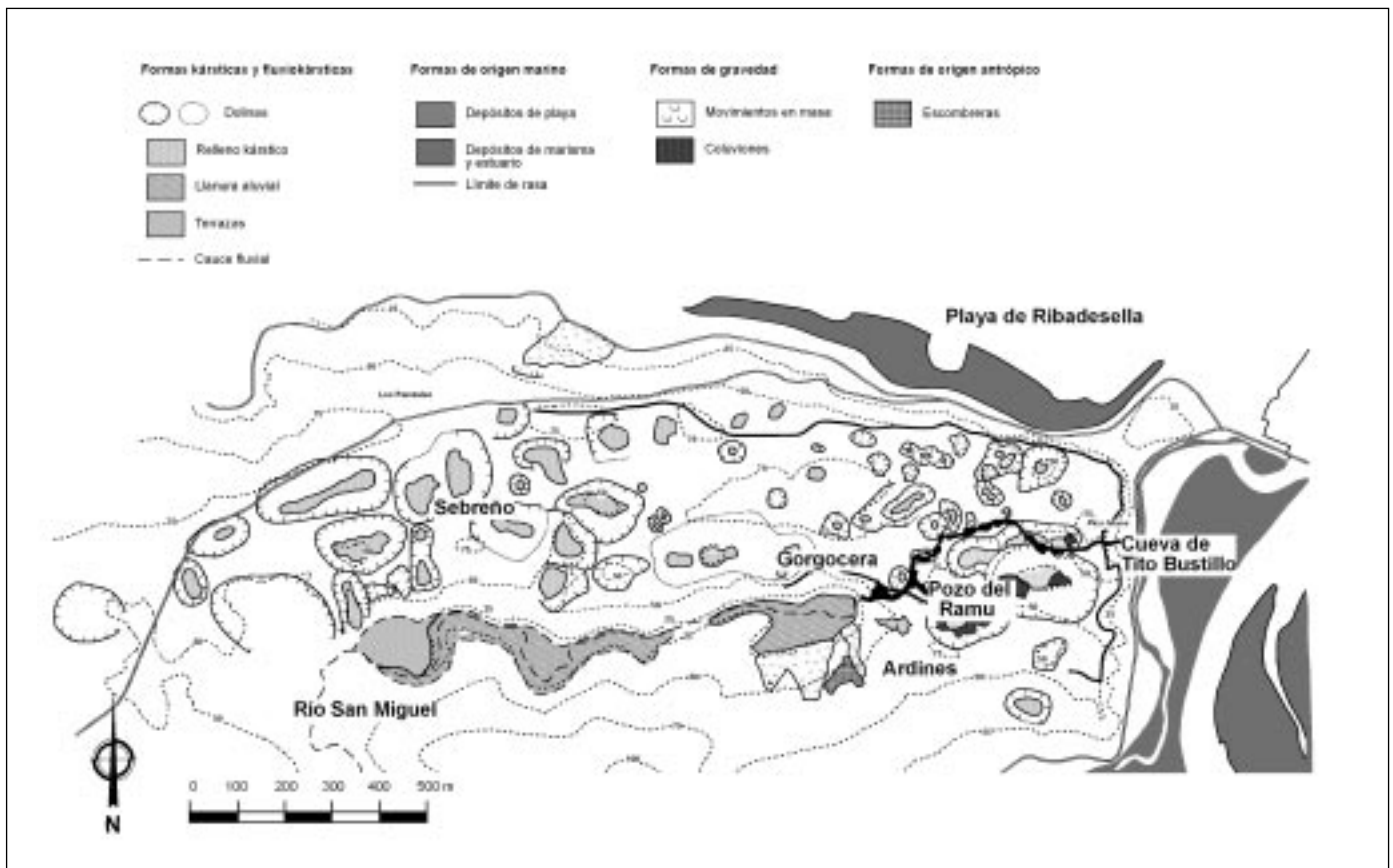 Formas kársticas y fluviokársticas
Dolinas
Relleno kárstico
Llanura aluvial
Terrazas
Cauce fluvial
Formas de origen marino
Depósitos de playa
Depósitos de marisma
y estuario
Límite de rasa
Formas de gravedad
Movimientos en masa
Coluviones
Formas de origen antrópico
Escombreras
Playa de Ribadesella
Sebreño
Gorgocera
Cueva de
Tito Bustillo
Pozo del
Ramu
Ardines
Río San Miguel
0 100 200 300 400 500 m
N